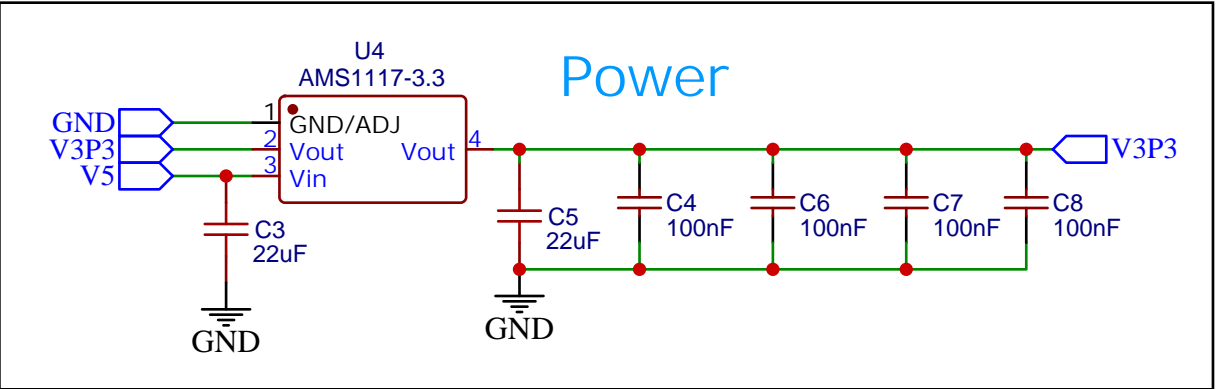 U4
AMS1117-3.3
Power
GND
V3P3
V5
1
2
3
GND/ADJ
Vout
Vin
Vout
4
V3P3
C3
22uF
GND
C5
22uF
GND
C4
100nF
C6
100nF
C7
100nF
C8
100nF